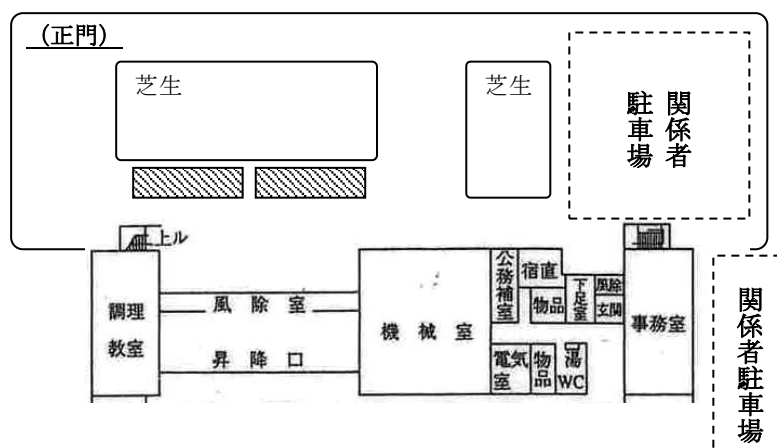 （正門）
芝生
芝生
関係者
駐車場
上ル
調理
教室
風除室
昇降口
機械室
公務補室
宿直
物品
下足室
風除
玄関
事務室
電気
室
物品
湯
WC
関係者駐車場